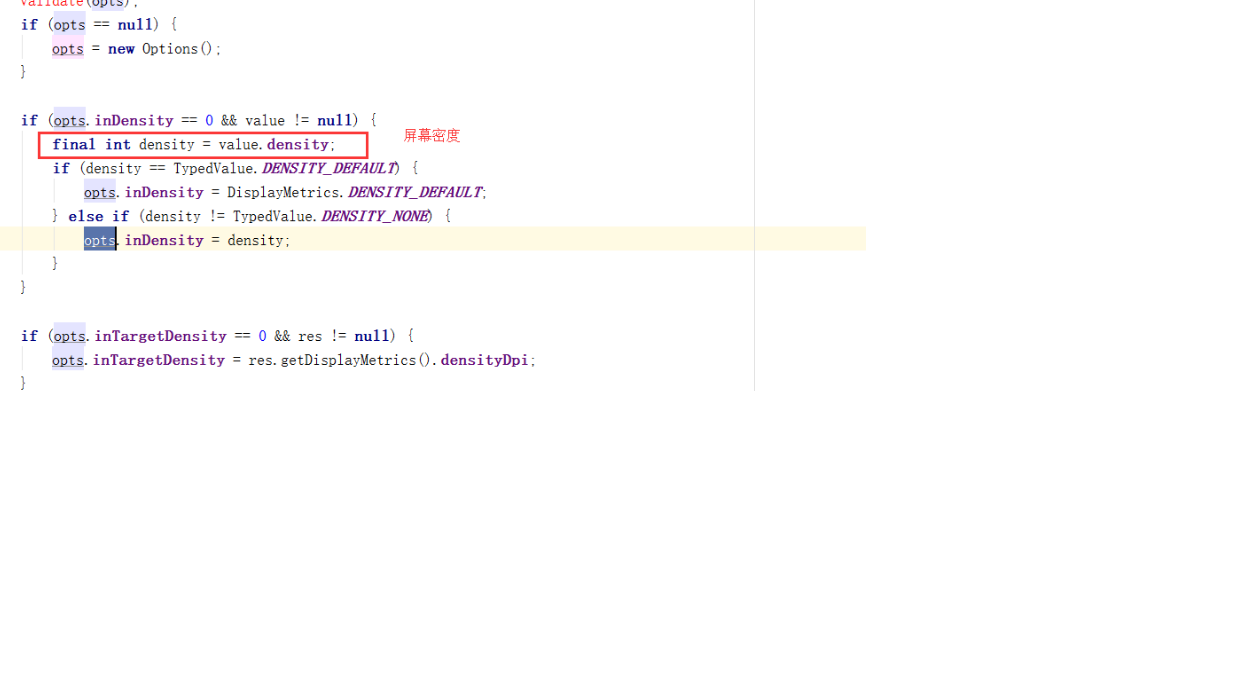 validate(opts);
if (opts == null) {
opts = new Options();
}
if (opts.inDensity == 0 && value != null) {
final int density = value.density;
屏幕密度
if (density == TypedValue.DENSITY_DEFAULT) {
opts.inDensity = DisplayMetrics.DENSITY_DEFAULT;
} else if (density != TypedValue.DENSITY_NONE) {
opts.inDensity = density;
}
}
if (opts.inTargetDensity == 0 && res != null) {
opts.inTargetDensity = res.getDisplayMetrics().densityDpi;
}